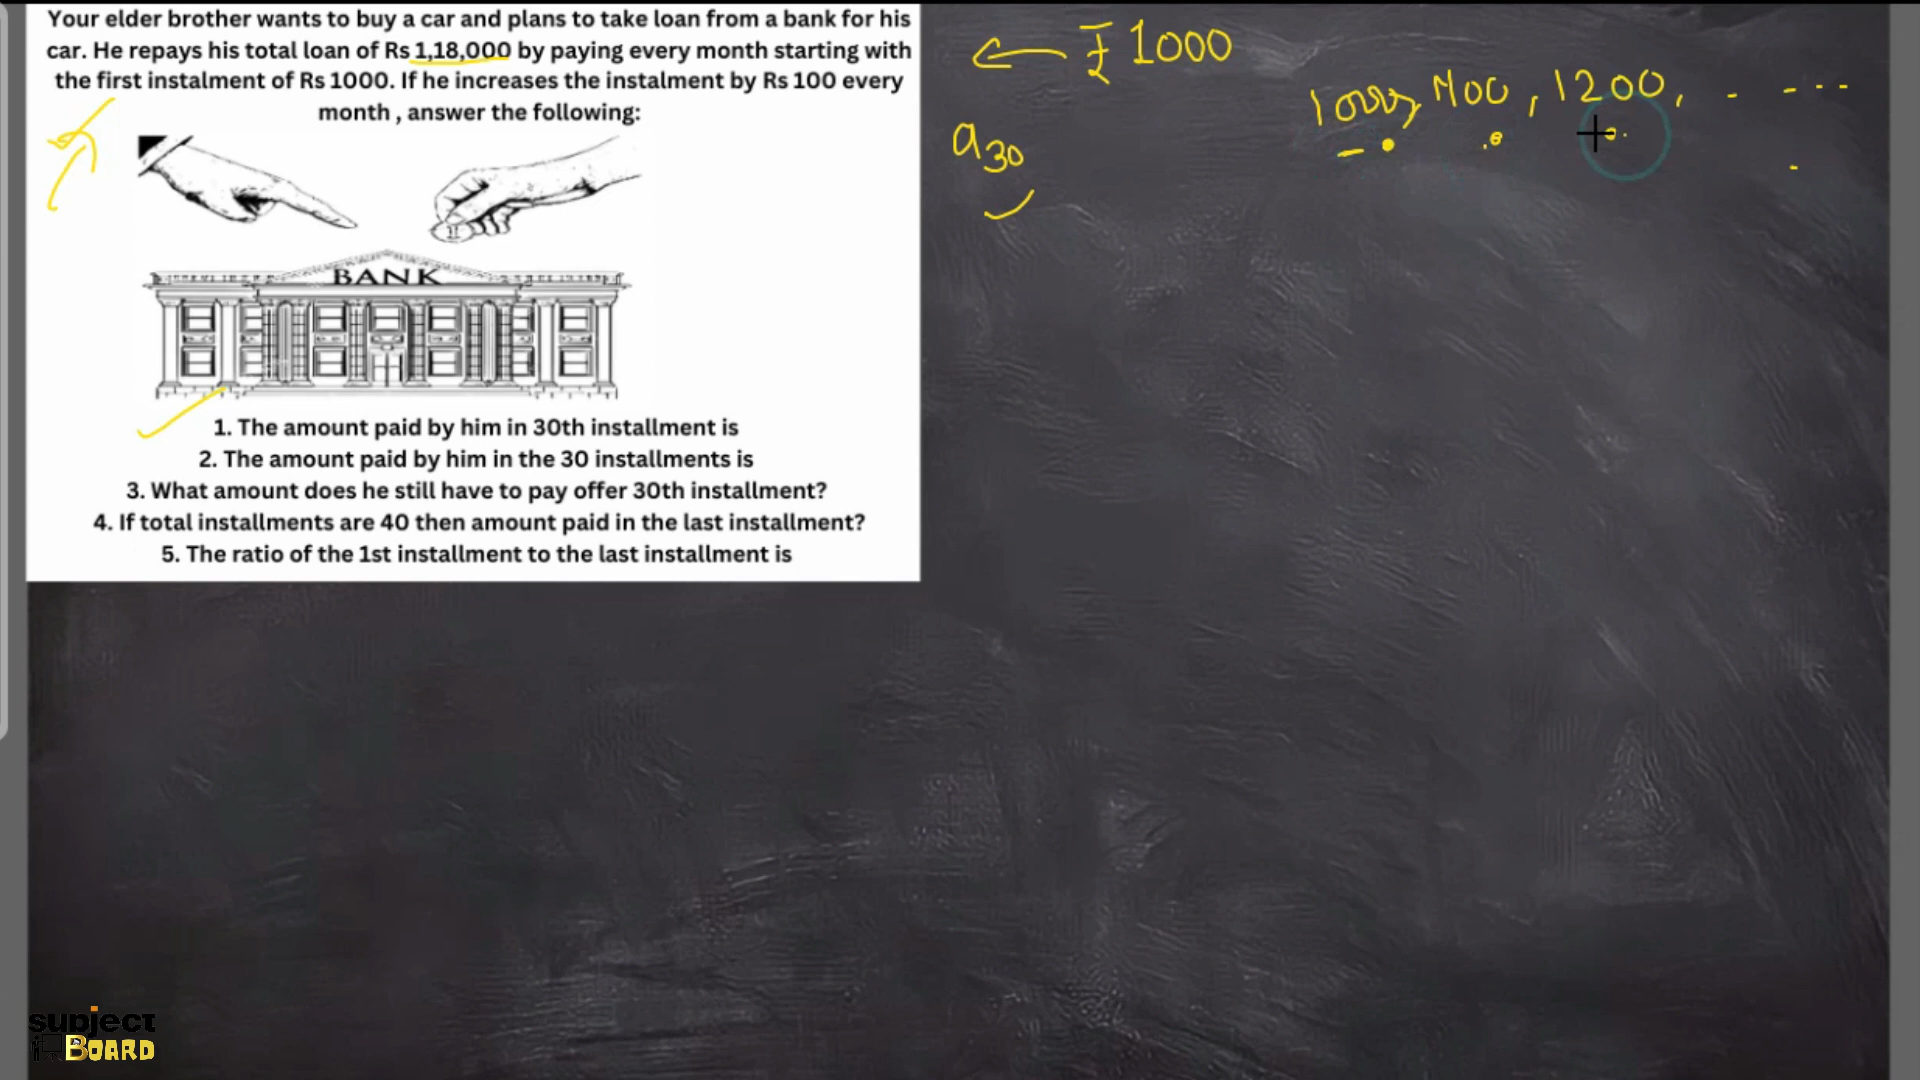 Your elder brother wants to buy a car and plans to take loan from a bank for his
car. He repays his total loan of Rs 1,18,000 by paying every month starting with
the first instalment of Rs 1000. If he increases the instalment by Rs 100 every
month , answer the following:
BANK
1. The amount paid by him in 30th installment is
2. The amount paid by him in the 30 installments is
3. What amount does he still have to pay offer 30th installment?
4. If total installments are 40 then amount paid in the last installment?
5. The ratio of the 1st installment to the last installment is
← ₹ 1000
1000, 1100, 1200, - - - - -
a30
subject
BOARD